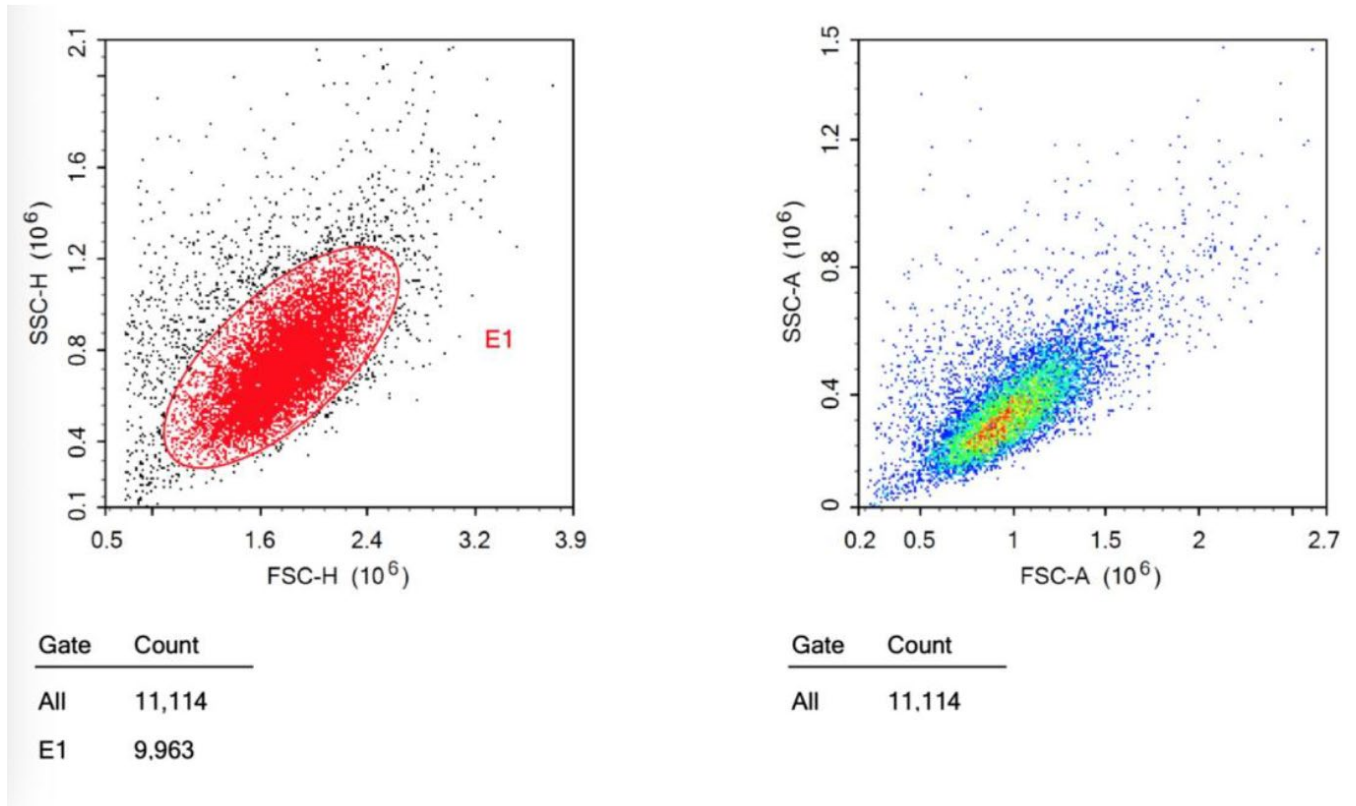 2.1
1.6
1.2
0.8
0.4
0.1
SSC-H (10⁶)
E1
0.5 1.6 2.4 3.2 3.9
FSC-H (10⁶)
Gate Count
All 11,114
E1 9,963
1.5
1.2
0.8
0.4
0
SSC-A (10⁶)
0.2 0.5 1 1.5 2 2.7
FSC-A (10⁶)
Gate Count
All 11,114